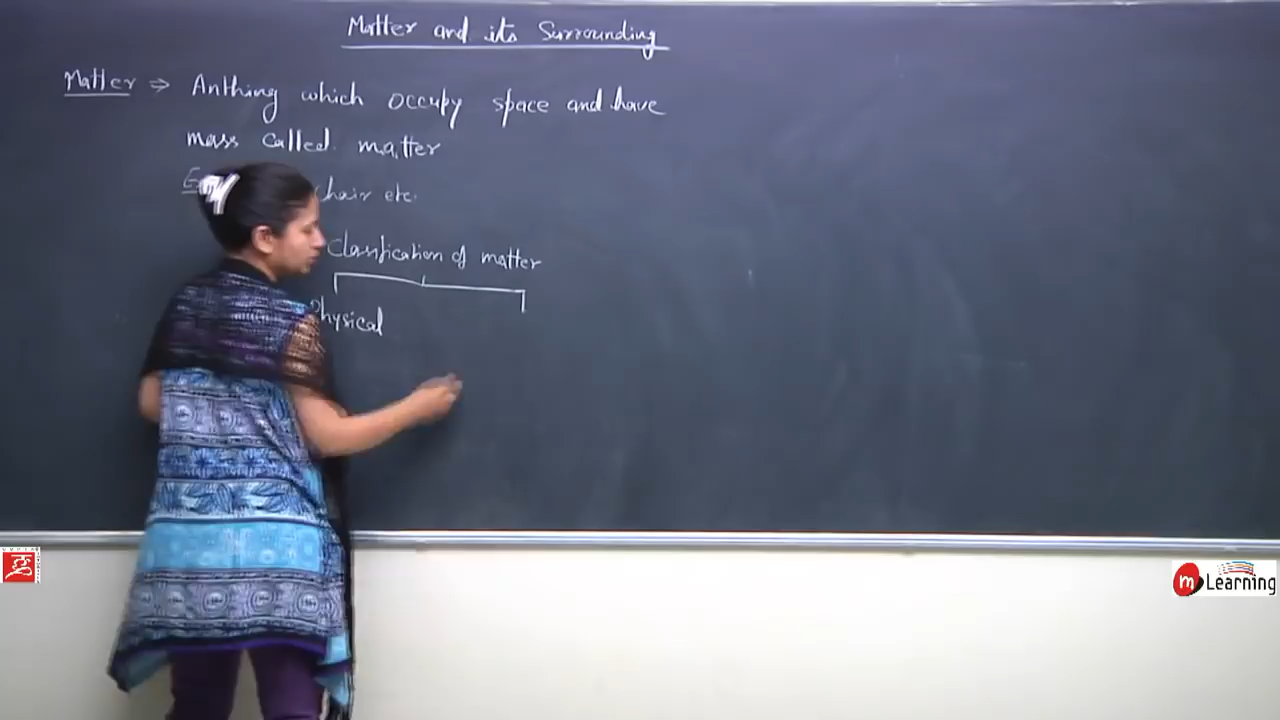 Matter and its Surrounding
Matter ⇒ Anthing which occupy space and have
mass called matter
chair etc.
Classfication of matter
Physical
m Learning